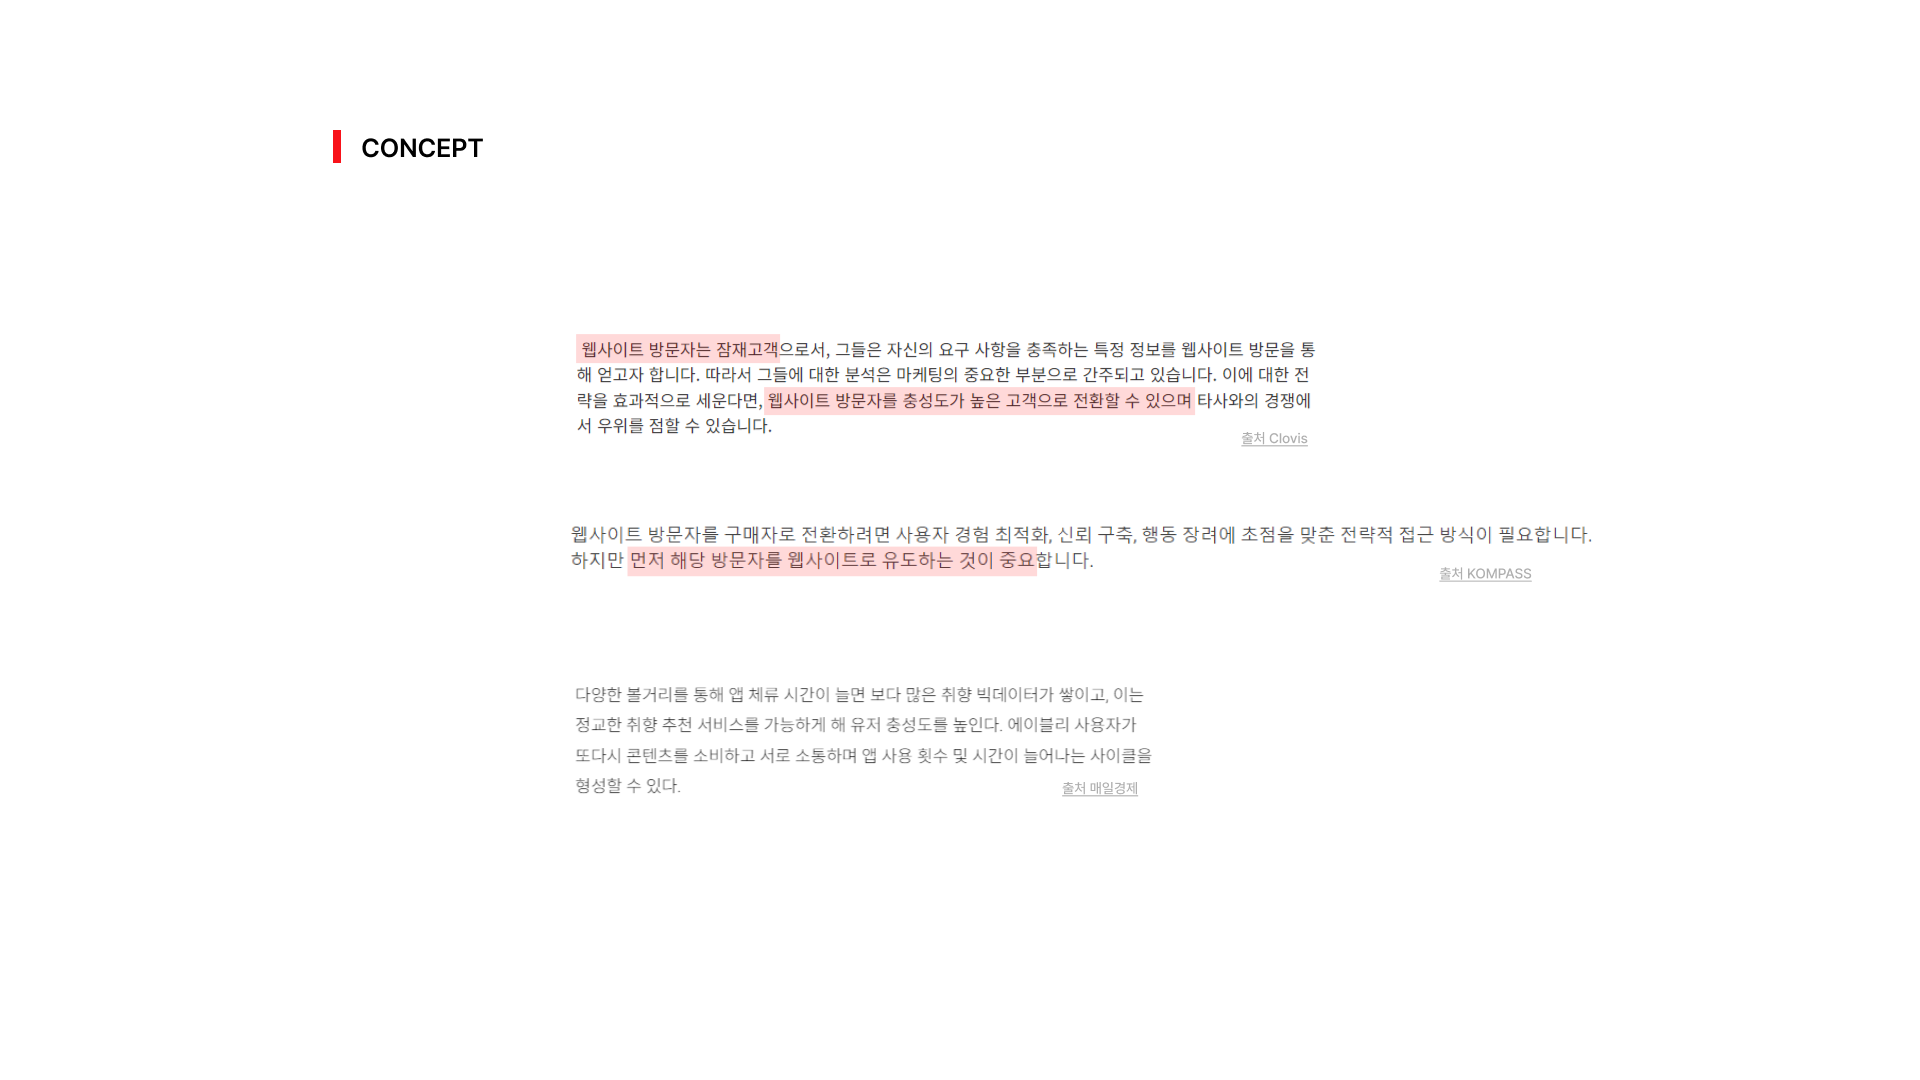 CONCEPT
웹사이트 방문자는 잠재고객으로서, 그들은 자신의 요구 사항을 충족하는 특정 정보를 웹사이트 방문을 통
해 얻고자 합니다. 따라서 그들에 대한 분석은 마케팅의 중요한 부분으로 간주되고 있습니다. 이에 대한 전
략을 효과적으로 세운다면, 웹사이트 방문자를 충성도가 높은 고객으로 전환할 수 있으며 타사와의 경쟁에
서 우위를 점할 수 있습니다.
출처 Clovis
웹사이트 방문자를 구매자로 전환하려면 사용자 경험 최적화, 신뢰 구축, 행동 장려에 초점을 맞춘 전략적 접근 방식이 필요합니다.
하지만 먼저 해당 방문자를 웹사이트로 유도하는 것이 중요합니다.
출처 KOMPASS
다양한 볼거리를 통해 앱 체류 시간이 늘면 보다 많은 취향 빅데이터가 쌓이고, 이는
정교한 취향 추천 서비스를 가능하게 해 유저 충성도를 높인다. 에이블리 사용자가
또다시 콘텐츠를 소비하고 서로 소통하며 앱 사용 횟수 및 시간이 늘어나는 사이클을
형성할 수 있다.
출처 매일경제